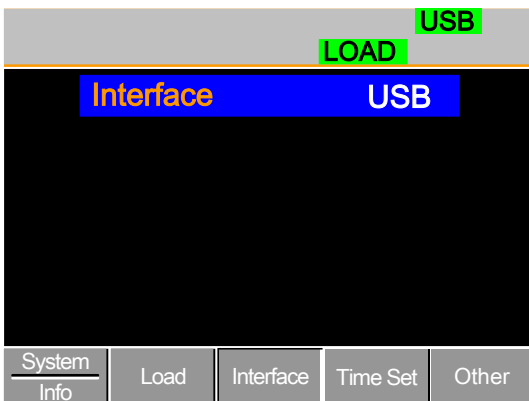 USB
LOAD
Interface USB
System
Info
Load
Interface
Time Set
Other